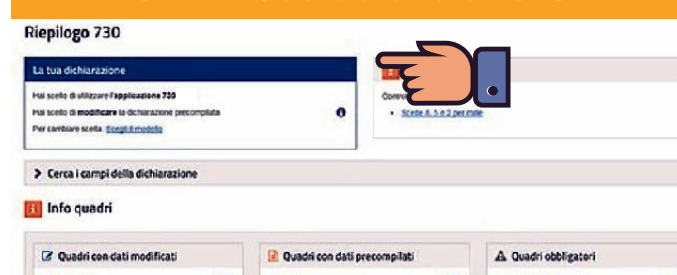 Riepilogo 730
La tua dichiarazione
Hai scelto di utilizzare l'applicazione 730
Hai scelto di modificare la dichiarazione precompilata
Per cambiare scelta: Scegli il modello
Scelte 8, 5 e 2 per mille
Cerca i campi della dichiarazione
Info quadri
Quadri con dati modificati
Quadri con dati precompilati
Quadri obbligatori